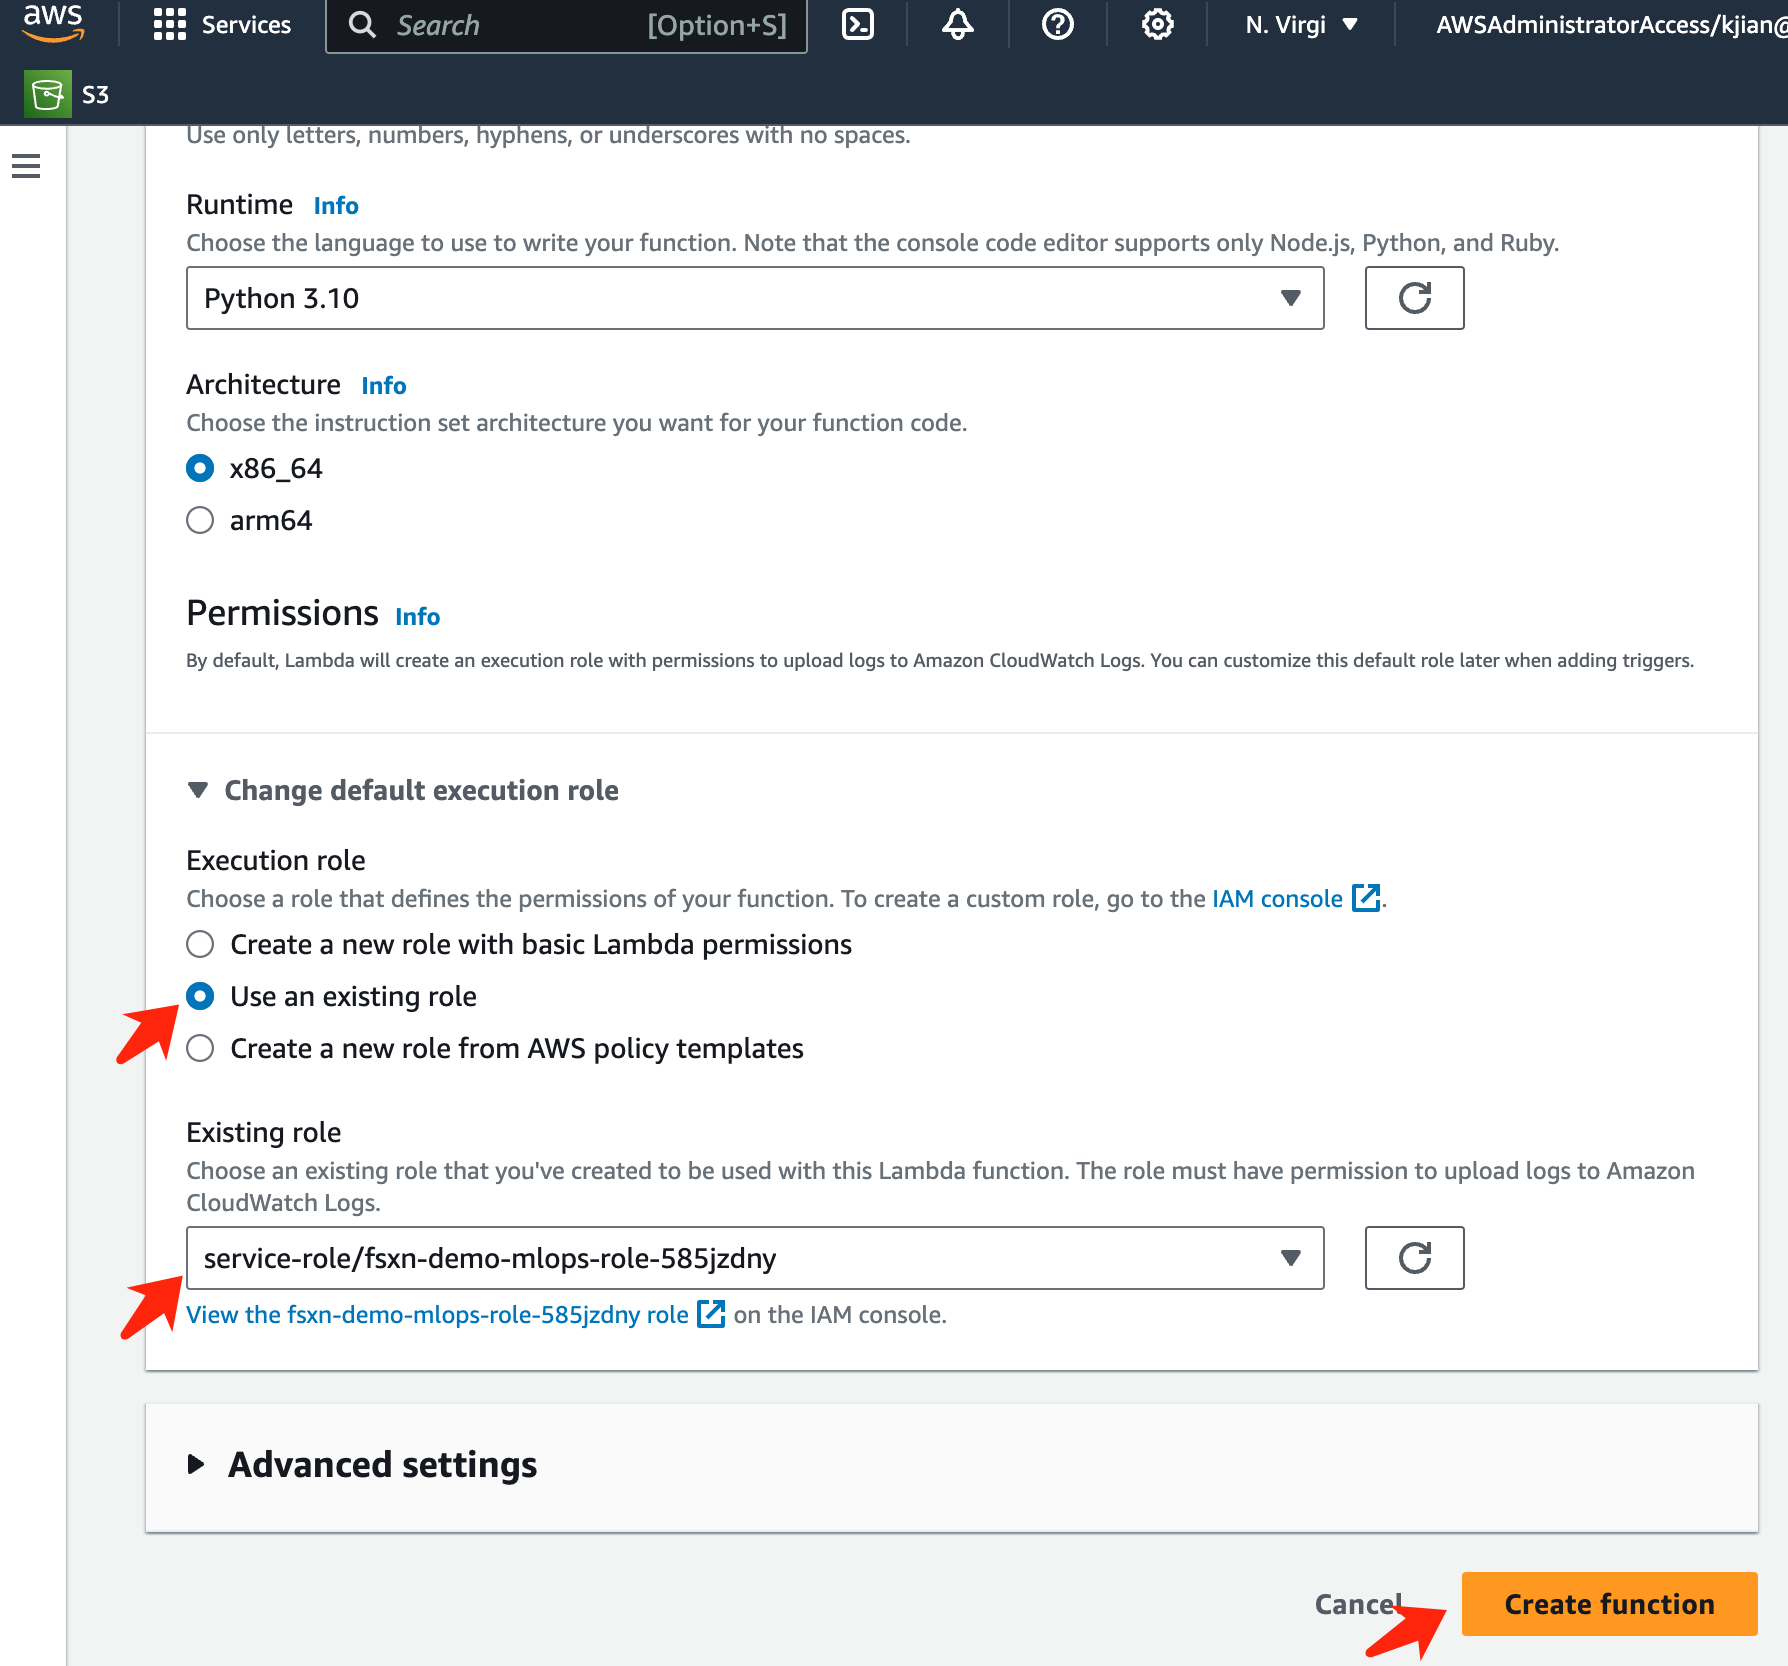 aws
Services
Search [Option+S]
N. Virgi
AWSAdministratorAccess/kjian@
S3
Use only letters, numbers, hyphens, or underscores with no spaces.
Runtime Info
Choose the language to use to write your function. Note that the console code editor supports only Node.js, Python, and Ruby.
Python 3.10
Architecture Info
Choose the instruction set architecture you want for your function code.
x86_64
arm64
Permissions Info
By default, Lambda will create an execution role with permissions to upload logs to Amazon CloudWatch Logs. You can customize this default role later when adding triggers.
Change default execution role
Execution role
Choose a role that defines the permissions of your function. To create a custom role, go to the IAM console.
Create a new role with basic Lambda permissions
Use an existing role
Create a new role from AWS policy templates
Existing role
Choose an existing role that you've created to be used with this Lambda function. The role must have permission to upload logs to Amazon
CloudWatch Logs.
service-role/fsxn-demo-mlops-role-585jzdny
View the fsxn-demo-mlops-role-585jzdny role on the IAM console.
Advanced settings
Cancel
Create function